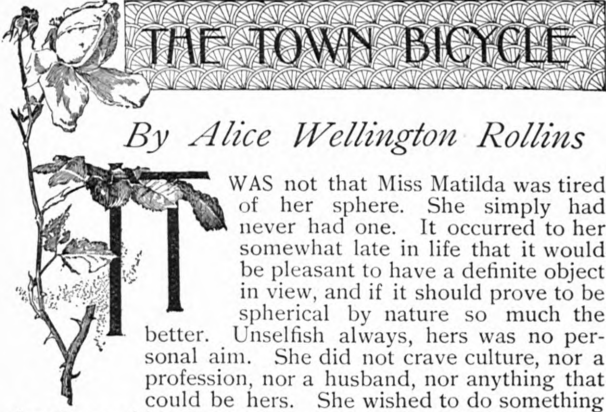 THE TOWN BICYCLE
By Alice Wellington Rollins
IT WAS not that Miss Matilda was tired
of her sphere. She simply had
never had one. It occurred to her
somewhat late in life that it would
be pleasant to have a definite object
in view, and if it should prove to be
spherical by nature so much the
better. Unselfish always, hers was no per-
sonal aim. She did not crave culture, nor a
profession, nor a husband, nor anything that
could be hers. She wished to do something